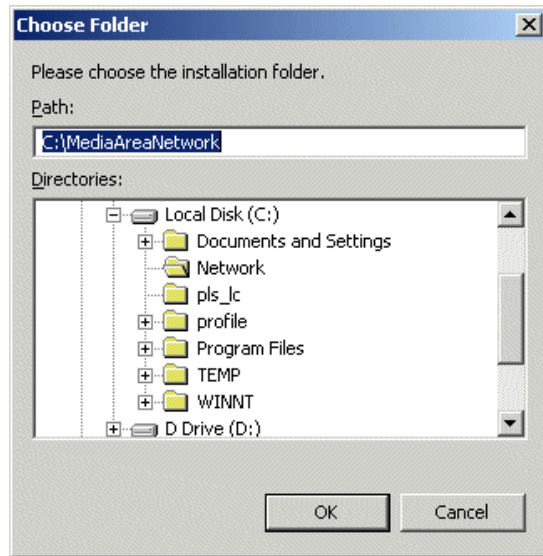 Choose Folder
Please choose the installation folder.
Path:
C:\MediaAreaNetwork
Directories:
Local Disk (C:)
Documents and Settings
Network
pls_lc
profile
Program Files
TEMP
WINNT
D Drive (D:)
OK
Cancel